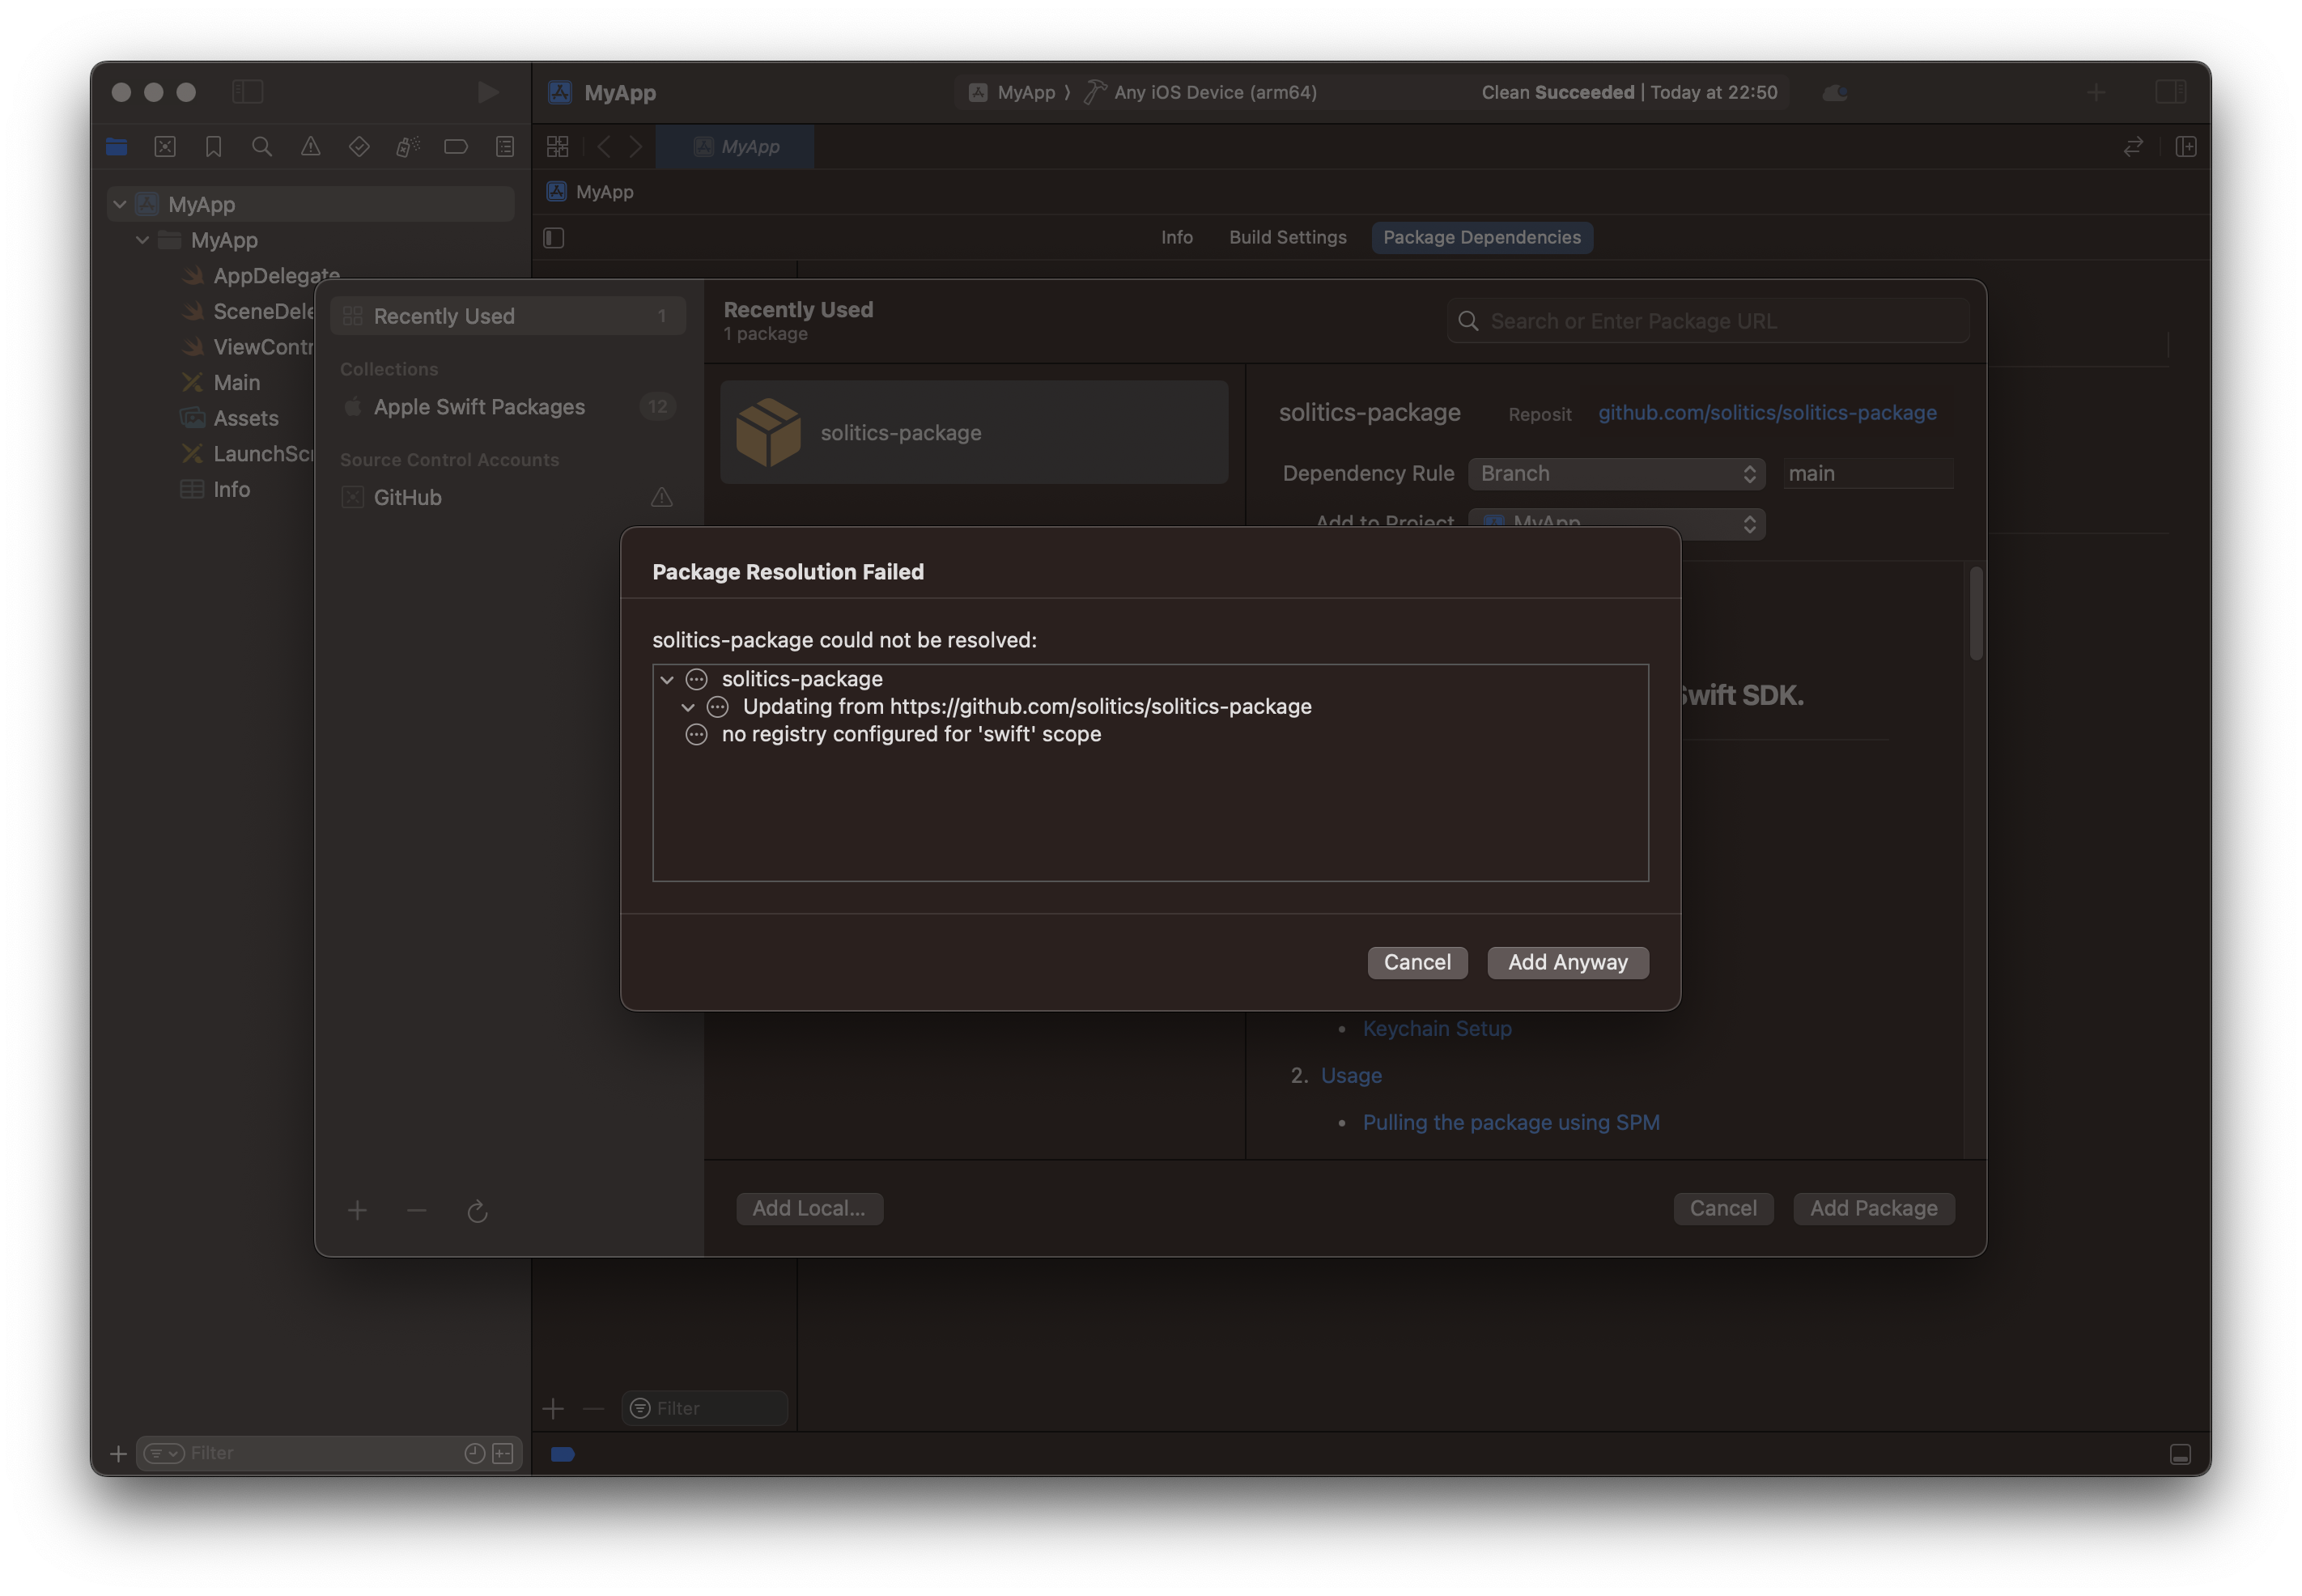 MyApp
MyApp ⟩ Any iOS Device (arm64)
Clean Succeeded | Today at 22:50
MyApp
MyApp
MyApp
MyApp
AppDelegate
SceneDele
ViewContr
Main
Assets
LaunchScr
Info
Info
Build Settings
Package Dependencies
Recently Used
1
Collections
Apple Swift Packages
12
Source Control Accounts
GitHub
Recently Used
1 package
Search or Enter Package URL
solitics-package
solitics-package
Reposit
github.com/solitics/solitics-package
Dependency Rule
Branch
main
Add to Project
MyApp
Package Resolution Failed
solitics-package could not be resolved:
solitics-package
Updating from https://github.com/solitics/solitics-package
no registry configured for 'swift' scope
Cancel
Add Anyway
Swift SDK.
• Keychain Setup
2. Usage
• Pulling the package using SPM
Add Local...
Cancel
Add Package
Filter
Filter